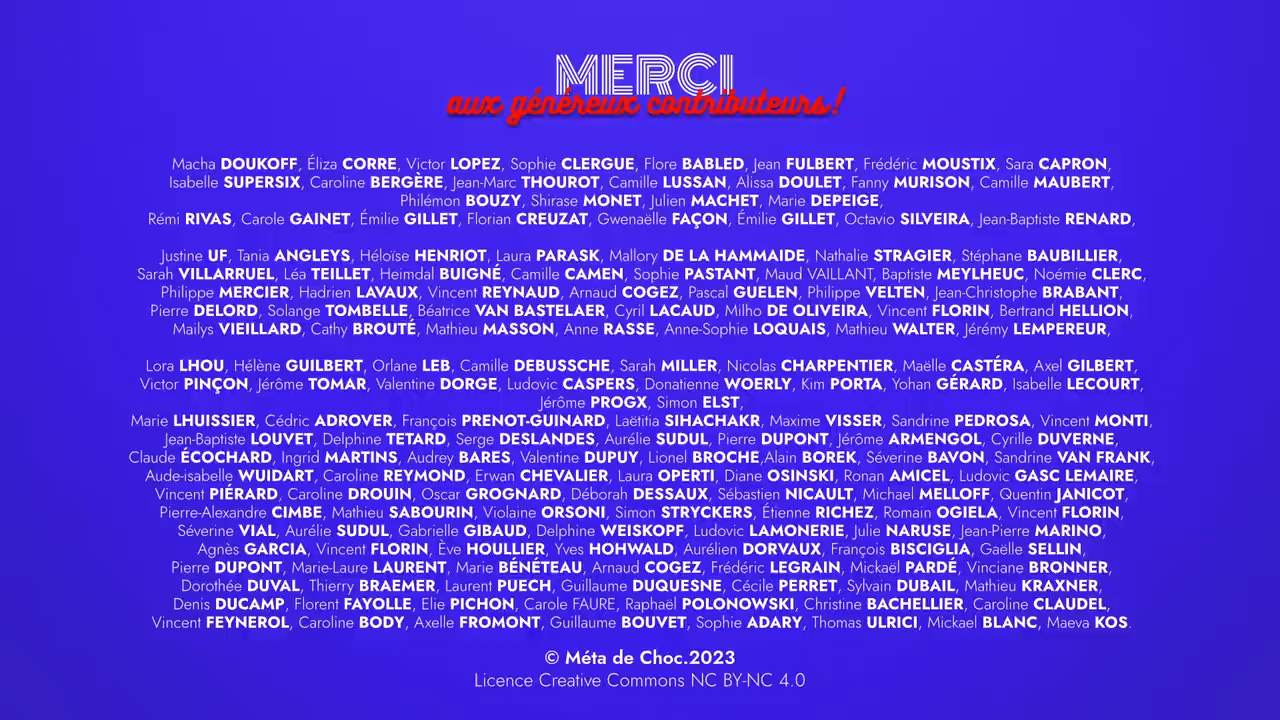 MERCI
aux généreux contributeurs !
Macha DOUKOFF, Éliza CORRE, Victor LOPEZ, Sophie CLERGUE, Flore BABLED, Jean FULBERT, Frédéric MOUSTIX, Sara CAPRON,
Isabelle SUPERSIX, Caroline BERGÈRE, Jean-Marc THOUROT, Camille LUSSAN, Alissa DOULET, Fanny MURISON, Camille MAUBERT,
Philémon BOUZY, Shirase MONET, Julien MACHET, Marie DEPEIGE,
Rémi RIVAS, Carole GAINET, Émilie GILLET, Florian CREUZAT, Gwenaëlle FAÇON, Émilie GILLET, Octavio SILVEIRA, Jean-Baptiste RENARD,
Justine UF, Tania ANGLEYS, Héloïse HENRIOT, Laura PARASK, Mallory DE LA HAMMAIDE, Nathalie STRAGIER, Stéphane BAUBILLIER,
Sarah VILLARRUEL, Léa TEILLET, Heimdal BUIGNÉ, Camille CAMEN, Sophie PASTANT, Maud VAILLANT, Baptiste MEYLHEUC, Noémie CLERC,
Philippe MERCIER, Hadrien LAVAUX, Vincent REYNAUD, Arnaud COGEZ, Pascal GUELEN, Philippe VELTEN, Jean-Christophe BRABANT,
Pierre DELORD, Solange TOMBELLE, Béatrice VAN BASTELAER, Cyril LACAUD, Milho DE OLIVEIRA, Vincent FLORIN, Bertrand HELLION,
Mailys VIEILLARD, Cathy BROUTÉ, Mathieu MASSON, Anne RASSE, Anne-Sophie LOQUAIS, Mathieu WALTER, Jérémy LEMPEREUR,
Lora LHOU, Hélène GUILBERT, Orlane LEB, Camille DEBUSSCHE, Sarah MILLER, Nicolas CHARPENTIER, Maëlle CASTÉRA, Axel GILBERT,
Victor PINÇON, Jérôme TOMAR, Valentine DORGE, Ludovic CASPERS, Donatienne WOERLY, Kim PORTA, Yohan GÉRARD, Isabelle LECOURT,
Jérôme PROGX, Simon ELST,
Marie LHUISSIER, Cédric ADROVER, François PRENOT-GUINARD, Laëtitia SIHACHAKR, Maxime VISSER, Sandrine PEDROSA, Vincent MONTI,
Jean-Baptiste LOUVET, Delphine TETARD, Serge DESLANDES, Aurélie SUDUL, Pierre DUPONT, Jérôme ARMENGOL, Cyrille DUVERNE,
Claude ÉCOCHARD, Ingrid MARTINS, Audrey BARES, Valentine DUPUY, Lionel BROCHE,Alain BOREK, Séverine BAVON, Sandrine VAN FRANK,
Aude-isabelle WUIDART, Caroline REYMOND, Erwan CHEVALIER, Laura OPERTI, Diane OSINSKI, Ronan AMICEL, Ludovic GASC LEMAIRE,
Vincent PIÉRARD, Caroline DROUIN, Oscar GROGNARD, Déborah DESSAUX, Sébastien NICAULT, Michael MELLOFF, Quentin JANICOT,
Pierre-Alexandre CIMBE, Mathieu SABOURIN, Violaine ORSONI, Simon STRYCKERS, Étienne RICHEZ, Romain OGIELA, Vincent FLORIN,
Séverine VIAL, Aurélie SUDUL, Gabrielle GIBAUD, Delphine WEISKOPF, Ludovic LAMONERIE, Julie NARUSE, Jean-Pierre MARINO,
Agnès GARCIA, Vincent FLORIN, Ève HOULLIER, Yves HOHWALD, Aurélien DORVAUX, François BISCIGLIA, Gaëlle SELLIN,
Pierre DUPONT, Marie-Laure LAURENT, Marie BÉNÉTEAU, Arnaud COGEZ, Frédéric LEGRAIN, Mickaël PARDÉ, Vinciane BRONNER,
Dorothée DUVAL, Thierry BRAEMER, Laurent PUECH, Guillaume DUQUESNE, Cécile PERRET, Sylvain DUBAIL, Mathieu KRAXNER,
Denis DUCAMP, Florent FAYOLLE, Elie PICHON, Carole FAURE, Raphaël POLONOWSKI, Christine BACHELLIER, Caroline CLAUDEL,
Vincent FEYNEROL, Caroline BODY, Axelle FROMONT, Guillaume BOUVET, Sophie ADARY, Thomas ULRICI, Mickael BLANC, Maeva KOS.
© Méta de Choc.2023
Licence Creative Commons NC BY-NC 4.0